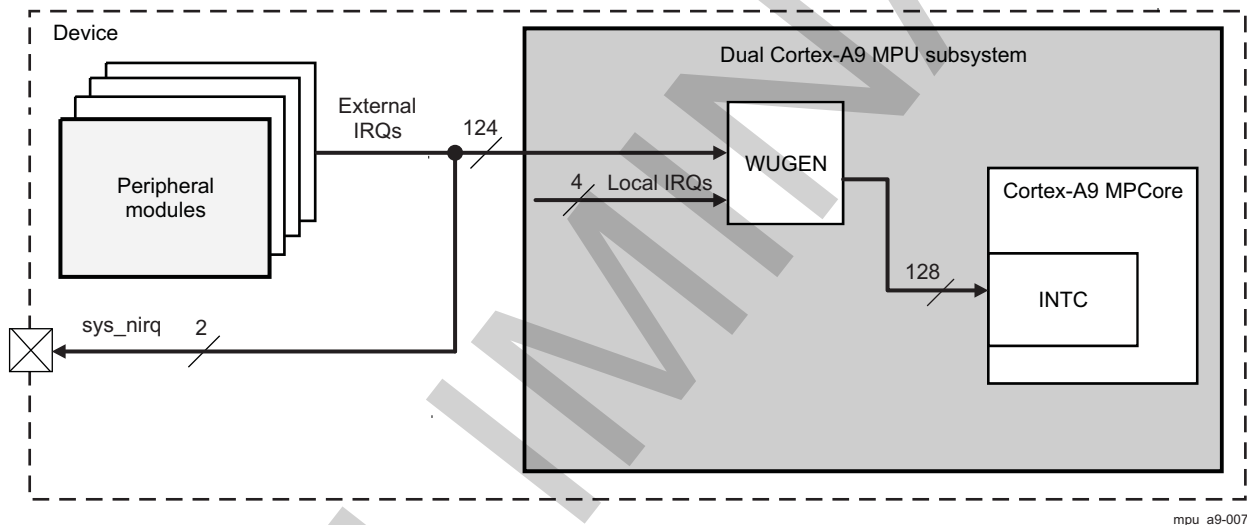 Device
Dual Cortex-A9 MPU subsystem
External
IRQs
124
WUGEN
4
Local IRQs
Peripheral
modules
Cortex-A9 MPCore
128
INTC
sys_nirq
2
IMINA
mpu_a9-007